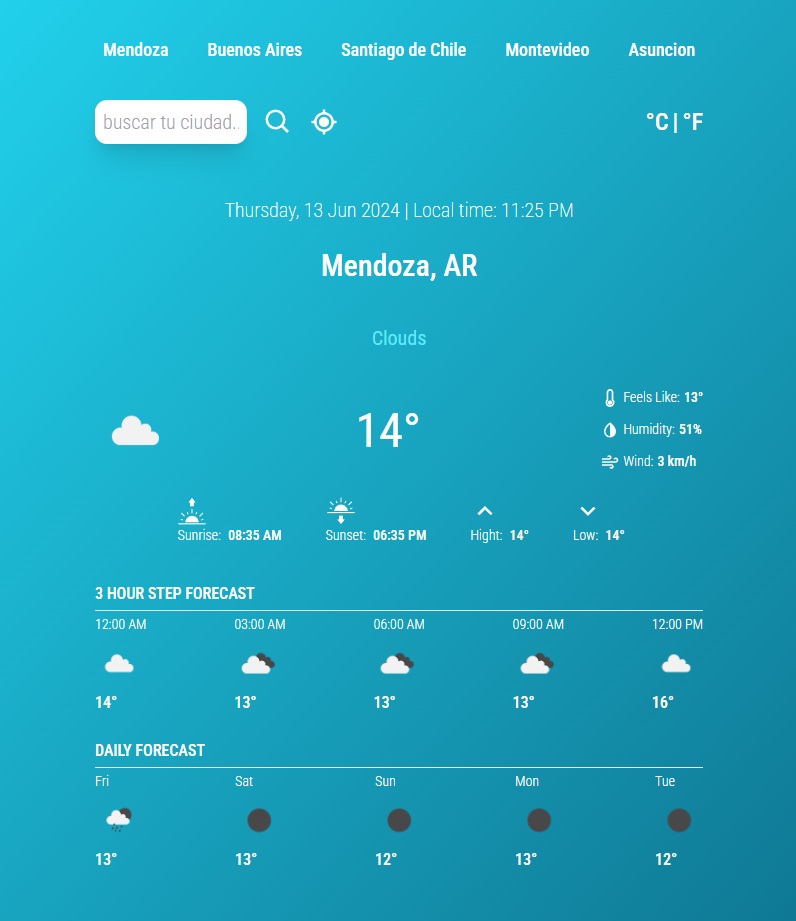 Mendoza Buenos Aires Santiago de Chile Montevideo Asuncion
buscar tu ciudad.. °C | °F
Thursday, 13 Jun 2024 | Local time: 11:25 PM
Mendoza, AR
Clouds
Feels Like: 13°
14° Humidity: 51%
Wind: 3 km/h
Sunrise: 08:35 AM Sunset: 06:35 PM Hight: 14° Low: 14°
3 HOUR STEP FORECAST
12:00 AM 03:00 AM 06:00 AM 09:00 AM 12:00 PM
14° 13° 13° 13° 16°
DAILY FORECAST
Fri Sat Sun Mon Tue
13° 13° 12° 13° 12°